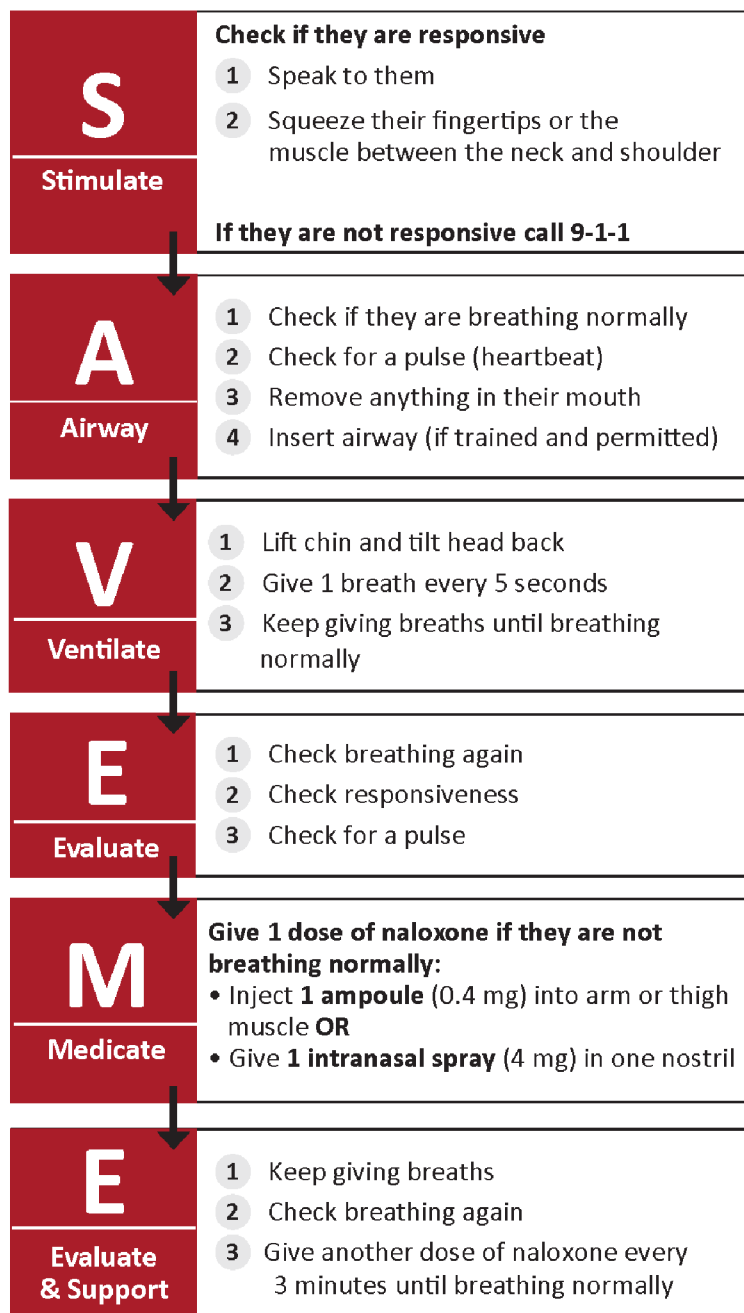 S
Stimulate
Check if they are responsive
1 Speak to them
2 Squeeze their fingertips or the
muscle between the neck and shoulder
If they are not responsive call 9-1-1
A
Airway
1 Check if they are breathing normally
2 Check for a pulse (heartbeat)
3 Remove anything in their mouth
4 Insert airway (if trained and permitted)
V
Ventilate
1 Lift chin and tilt head back
2 Give 1 breath every 5 seconds
3 Keep giving breaths until breathing
normally
E
Evaluate
1 Check breathing again
2 Check responsiveness
3 Check for a pulse
M
Medicate
Give 1 dose of naloxone if they are not
breathing normally:
• Inject 1 ampoule (0.4 mg) into arm or thigh
muscle OR
• Give 1 intranasal spray (4 mg) in one nostril
E
Evaluate
& Support
1 Keep giving breaths
2 Check breathing again
3 Give another dose of naloxone every
3 minutes until breathing normally